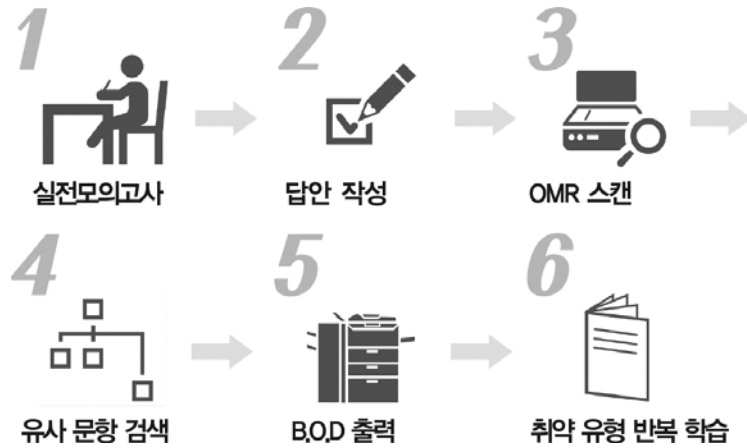 1
2
3
실전모의고사
답안 작성
OMR 스캔
4
5
6
유사 문항 검색
B.O.D 출력
취약 유형 반복 학습